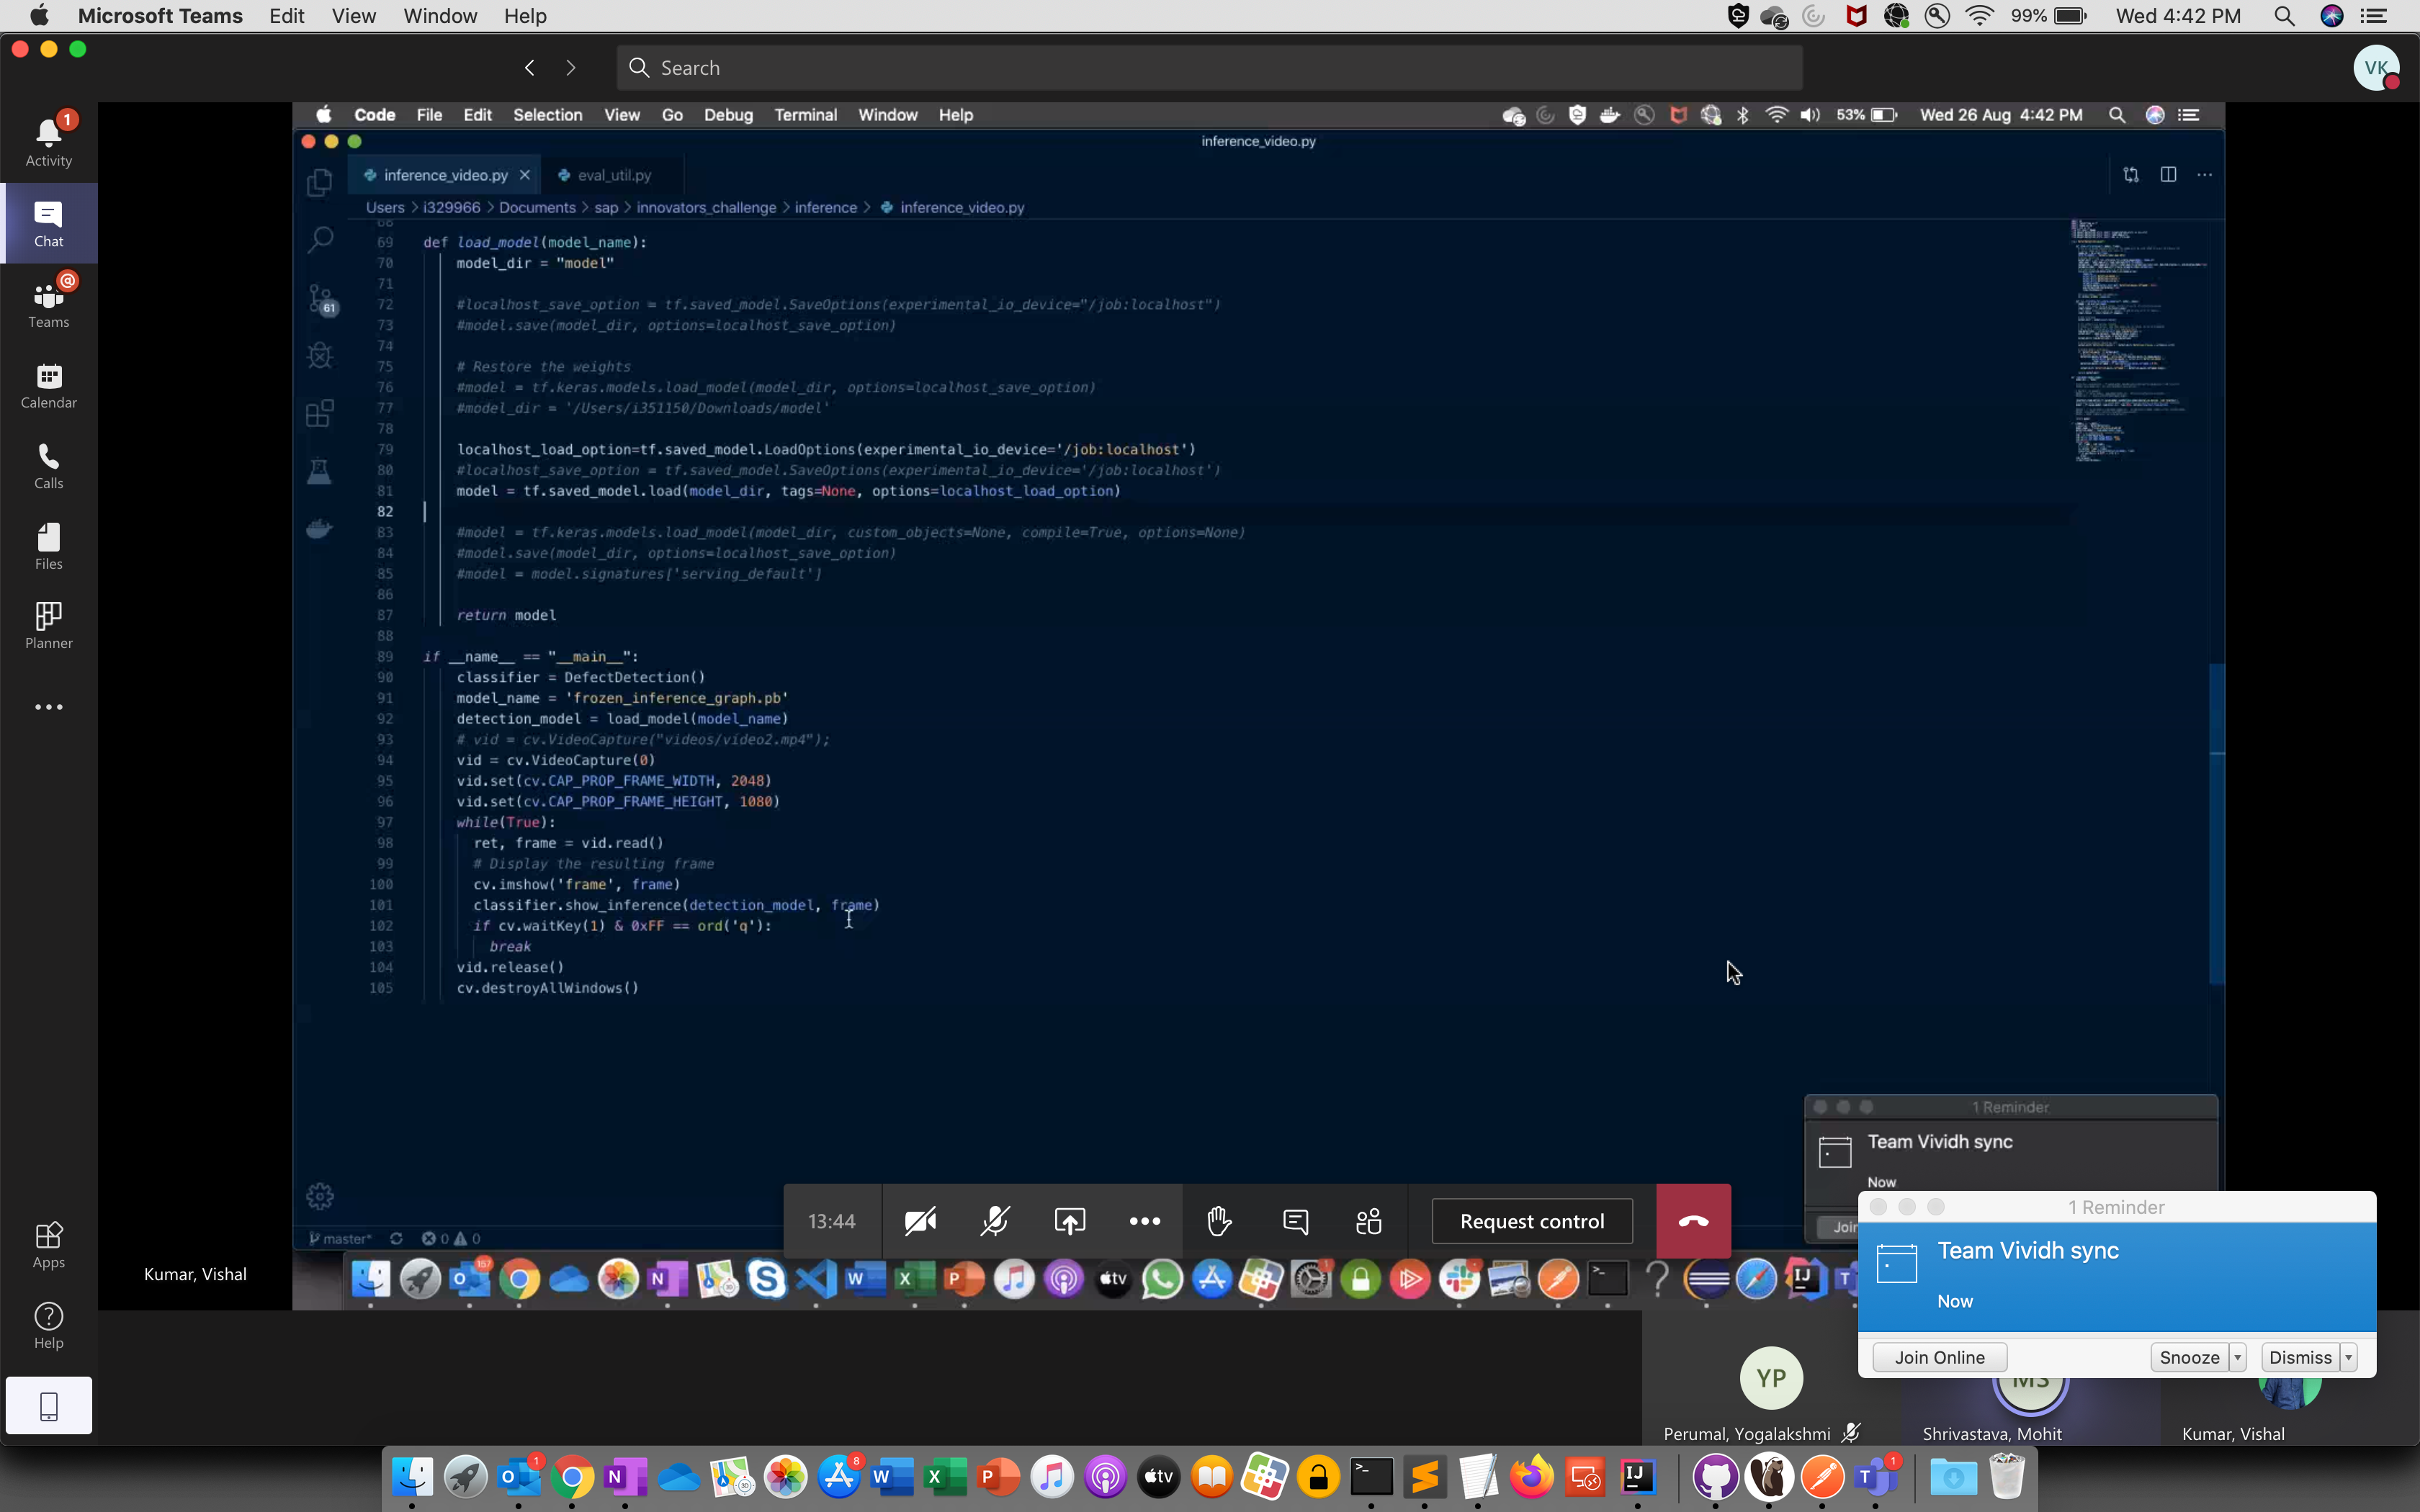 Microsoft Teams Edit View Window Help 99% Wed 4:42 PM
Search
VK
1
Activity
Chat
Teams
Calendar
Calls
Files
Planner
Apps
Help
Code File Edit Selection View Go Debug Terminal Window Help 53% Wed 26 Aug 4:42 PM
inference_video.py
inference_video.py eval_util.py
Users > i329966 > Documents > sap > innovators_challenge > inference > inference_video.py
61
68
69 def load_model(model_name):
70 model_dir = "model"
71
72 #localhost_save_option = tf.saved_model.SaveOptions(experimental_io_device="/job:localhost")
73 #model.save(model_dir, options=localhost_save_option)
74
75 # Restore the weights
76 #model = tf.keras.models.load_model(model_dir, options=localhost_save_option)
77 #model_dir = '/Users/i351150/Downloads/model'
78
79 localhost_load_option=tf.saved_model.LoadOptions(experimental_io_device='/job:localhost')
80 #localhost_save_option = tf.saved_model.SaveOptions(experimental_io_device='/job:localhost')
81 model = tf.saved_model.load(model_dir, tags=None, options=localhost_load_option)
82
83 #model = tf.keras.models.load_model(model_dir, custom_objects=None, compile=True, options=None)
84 #model.save(model_dir, options=localhost_save_option)
85 #model = model.signatures['serving_default']
86
87 return model
88
89 if __name__ == "__main__":
90 classifier = DefectDetection()
91 model_name = 'frozen_inference_graph.pb'
92 detection_model = load_model(model_name)
93 # vid = cv.VideoCapture("videos/video2.mp4");
94 vid = cv.VideoCapture(0)
95 vid.set(cv.CAP_PROP_FRAME_WIDTH, 2048)
96 vid.set(cv.CAP_PROP_FRAME_HEIGHT, 1080)
97 while(True):
98 ret, frame = vid.read()
99 # Display the resulting frame
100 cv.imshow('frame', frame)
101 classifier.show_inference(detection_model, frame)
102 if cv.waitKey(1) & 0xFF == ord('q'):
103 break
104 vid.release()
105 cv.destroyAllWindows()
master* 0 0
1 Reminder
Team Vividh sync
Now
Join
13:44 Request control
1 Reminder
Team Vividh sync
Now
Join Online Snooze Dismiss
Kumar, Vishal
157
YP
MS
Perumal, Yogalakshmi
Shrivastava, Mohit
Kumar, Vishal
1
8
1